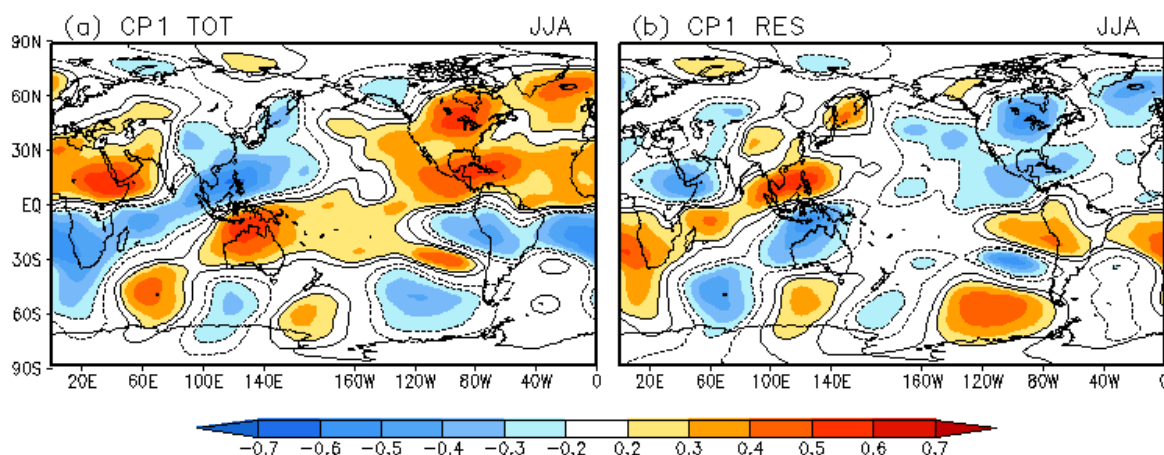 (a) CP1 TOT JJA (b) CP1 RES JJA
90N
60N
30N
EQ
30S
60S
90S
20E 60E 100E 140E 160W 120W 80W 40W 0 20E 60E 100E 140E 160W 120W 80W 40W 0
−0.7 −0.6 −0.5 −0.4 −0.3 −0.2 0.2 0.3 0.4 0.5 0.6 0.7